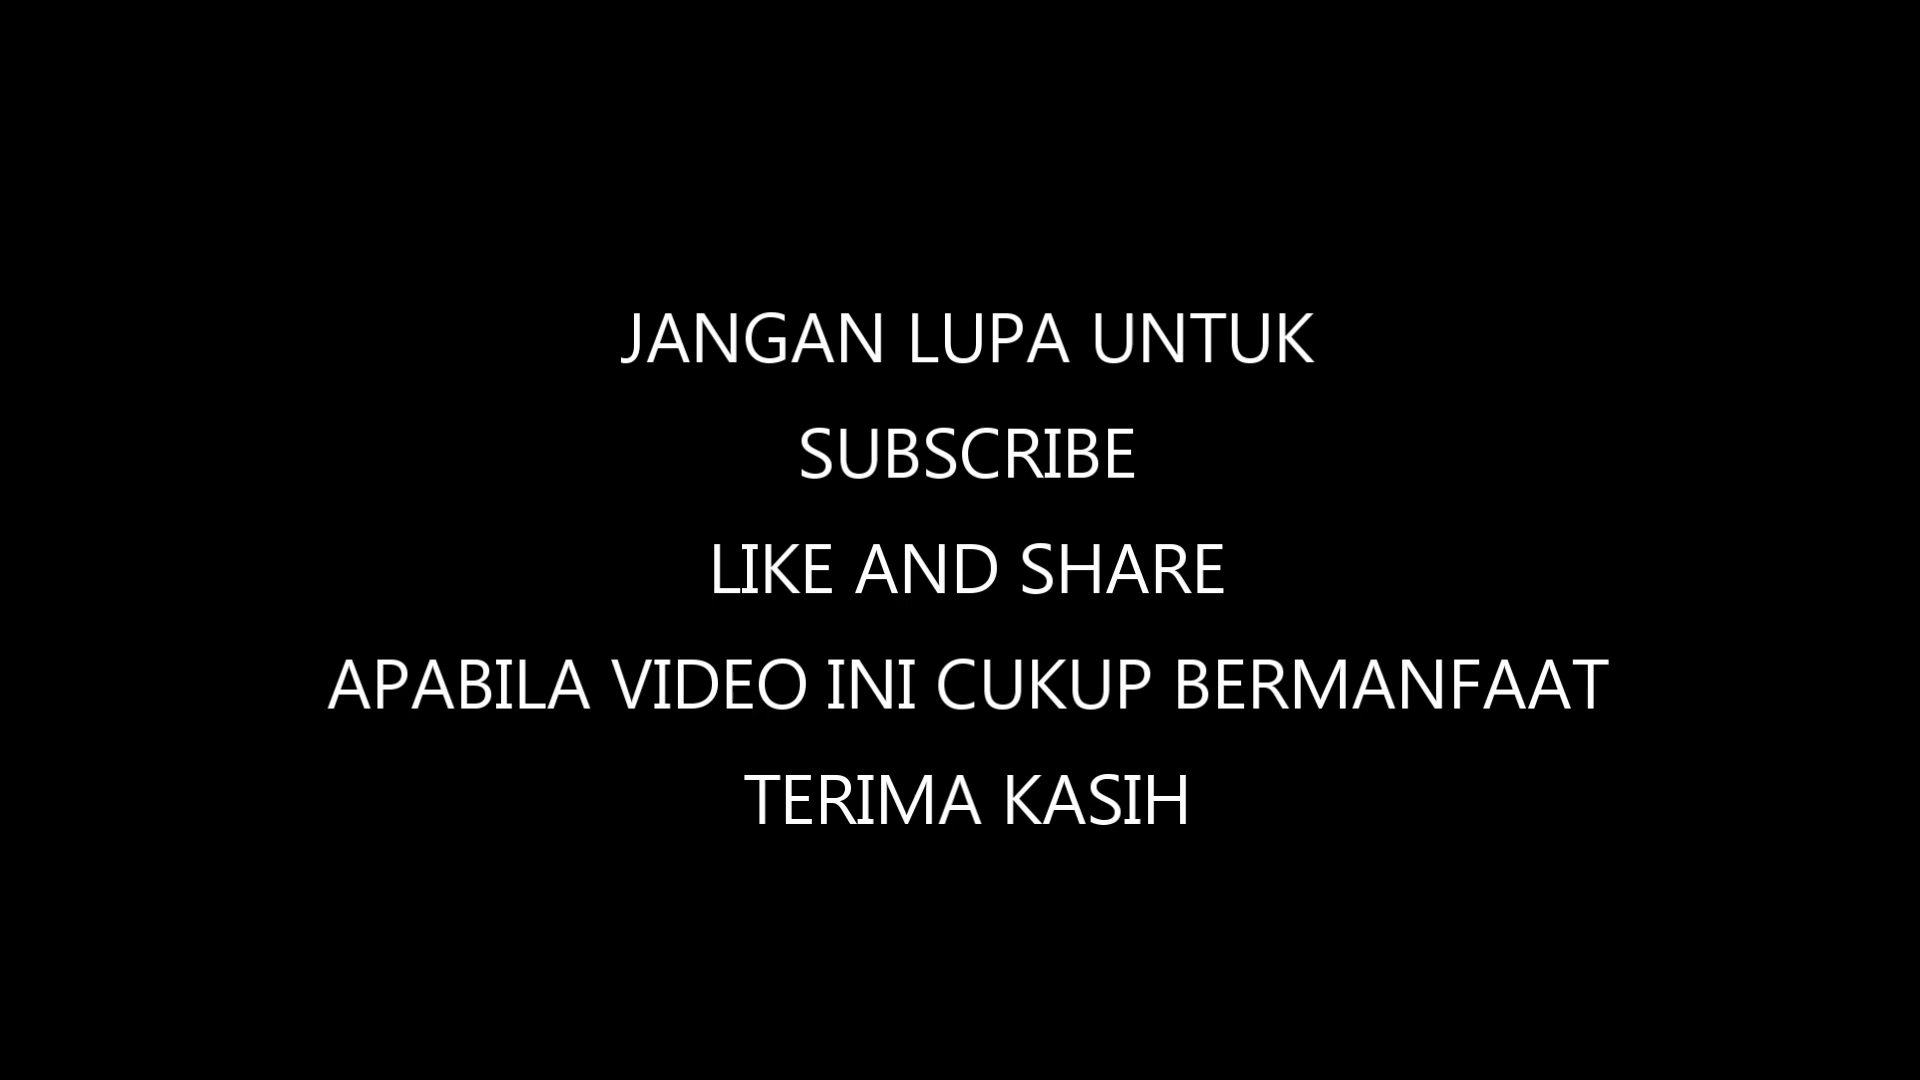 JANGAN LUPA UNTUK
SUBSCRIBE
LIKE AND SHARE
APABILA VIDEO INI CUKUP BERMANFAAT
TERIMA KASIH